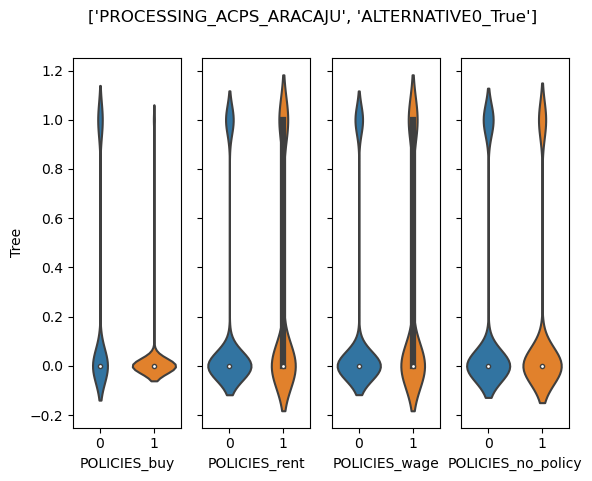 ['PROCESSING_ACPS_ARACAJU', 'ALTERNATIVE0_True']
Tree
1.2
1.0
0.8
0.6
0.4
0.2
0.0
−0.2
0 1 0 1 0 1 0 1
POLICIES_buy POLICIES_rent POLICIES_wage POLICIES_no_policy